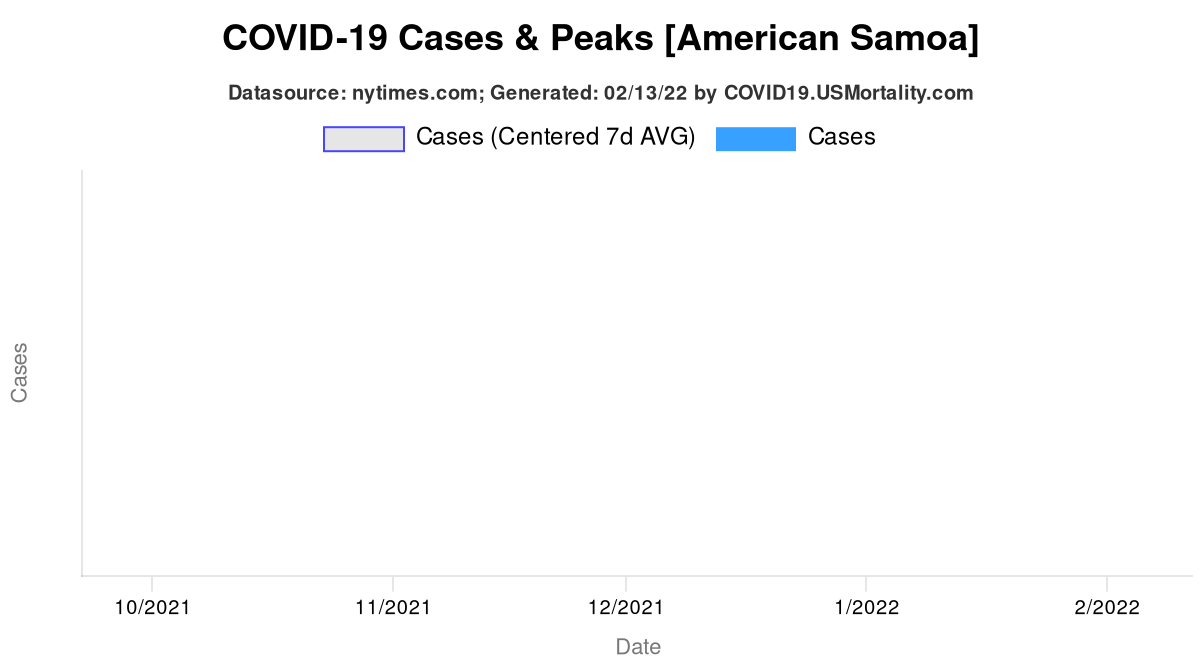 COVID-19 Cases & Peaks [American Samoa]
Datasource: nytimes.com; Generated: 02/13/22 by COVID19.USMortality.com
Cases (Centered 7d AVG) Cases
Cases
10/2021 11/2021 12/2021 1/2022 2/2022
Date